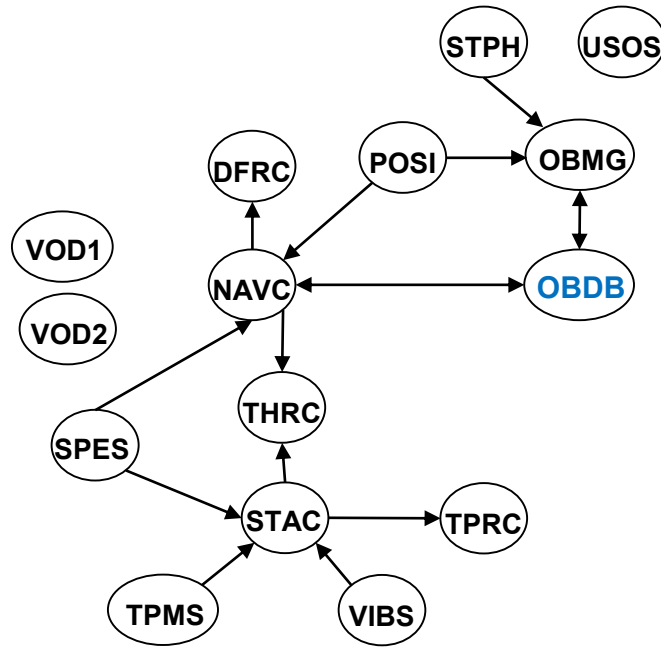 STPH
USOS
DFRC
POSI
OBMG
VOD1
NAVC
OBDB
VOD2
THRC
SPES
STAC
TPRC
TPMS
VIBS